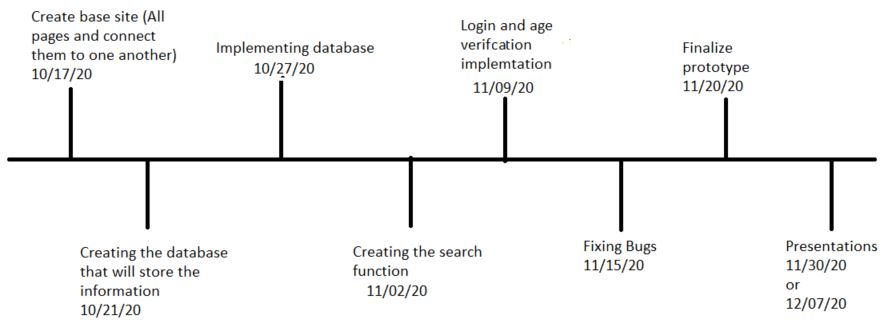 Create base site (All
pages and connect
them to one another)
10/17/20
Implementing database
10/27/20
Login and age
verifcation
implemtation
11/09/20
Finalize
prototype
11/20/20
Creating the database
that will store the
information
10/21/20
Creating the search
function
11/02/20
Fixing Bugs
11/15/20
Presentations
11/30/20
or
12/07/20